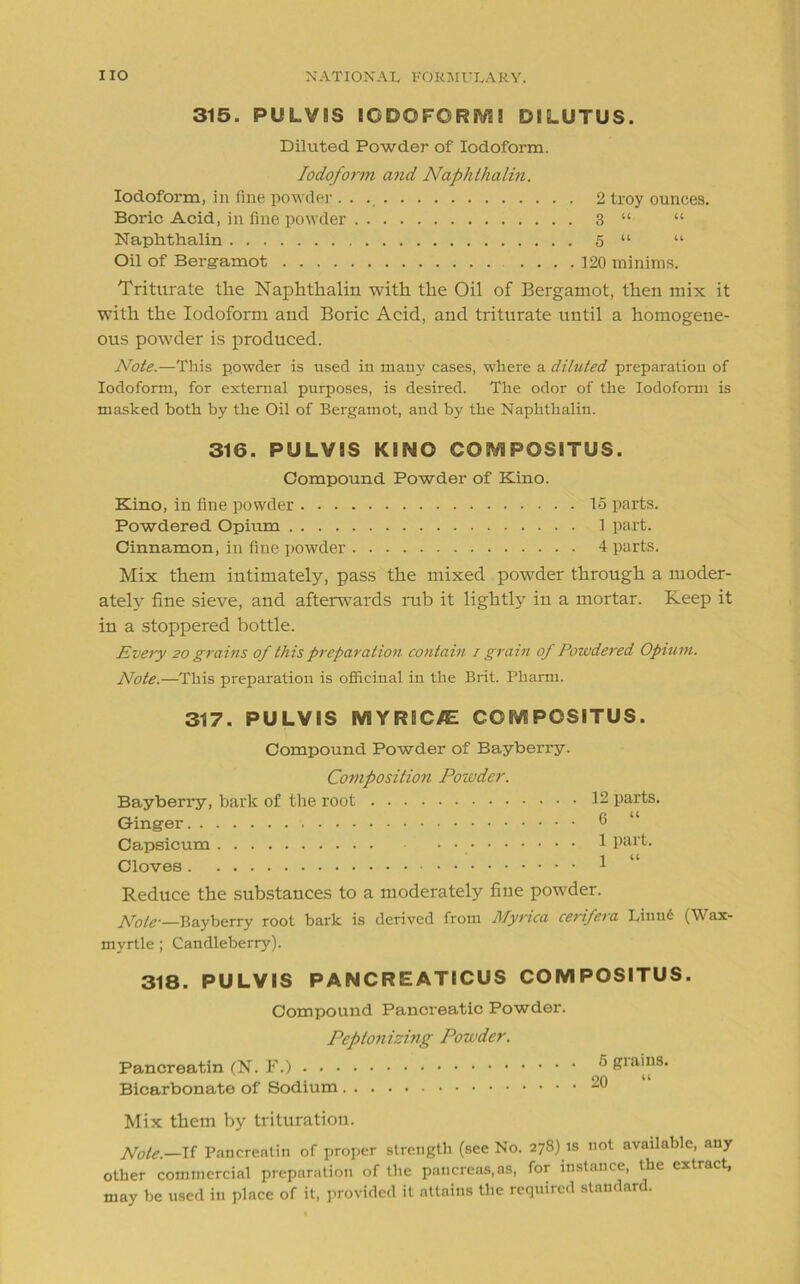 110 NATIONAL FORMULARY.
315. PULVIS IODOFORMI DILUTUS.
Diluted Powder of Iodoform.
Iodoform and Naphthalin.
Iodoform, in fine powder . . . . . . . . . . . . . . . . . 2 troy ounces.
Boric Acid, in fine powder . . . . . . . . . . . . . . 3 “ “
Naphthalin . . . . . . . . . . . . . . . . . . . . . . 5 “ “
Oil of Bergamot . . . . . . . . . . . . . . . . . 120 minims.
Triturate the Naphthalin with the Oil of Bergamot, then mix it
with the Iodoform and Boric Acid, and triturate until a homogene-
ous powder is produced.
Note.—This powder is used in many cases, where a diluted preparation of
Iodoform, for external purposes, is desired. The odor of the Iodoform is
masked both by the Oil of Bergamot, and by the Naphthalin.
316. PULVIS KINO COMPOSITUS.
Compound Powder of Kino.
Kino, in fine powder . . . . . . . . . . . . . . . . . . 15 parts.
Powdered Opium . . . . . . . . . . . . . . . . . . . 1 part.
Cinnamon, in fine powder . . . . . . . . . . . . . . . 4 parts.
Mix them intimately, pass the mixed powder through a moder-
ately fine sieve, and afterwards rub it lightly in a mortar. Keep it
in a stoppered bottle.
Every 20 grains of this preparation contain 1 grain of Powdered Opium.
Note.—This preparation is officinal in the Brit. Pharm.
317. PULVIS MYRICÆ COMPOSITUS.
Compound Powder of Bayberry.
Composition Powder.
Bayberry, bark of the root . . . . . . . . . . . . . 12 parts.
Ginger . . . . . . . . . . . . . . . . . . . . . . . . 6 “
Capsicum . . . . . . . . . . . . . . . . . . . 1 part.
Cloves . . . . . . . . . . . . . . . . . . . . . . . . 1 “
Reduce the substances to a moderately fine powder.
Note·—Bayberry root bark is derived from Myrica cerifera Linné (Wax-
myrtle ; Candleberry).
318. PULVIS PANCREATICUS COMPOSITUS.
Compound Pancreatic Powder.
Peptonizing Powder.
Pancreatin (N. F.) . . . . . . . . . . . . . . . . . . 5 grains.
Bicarbonate of Sodium . . . . . . . . . . . . . . . . 20 “
Mix them by trituration.
Note.—If Pancreatin of proper strength (see No. 278) is not available, any
other commercial preparation of the pancreas, as, for instance, the extract,
may be used in place of it, provided it attains the required standard.